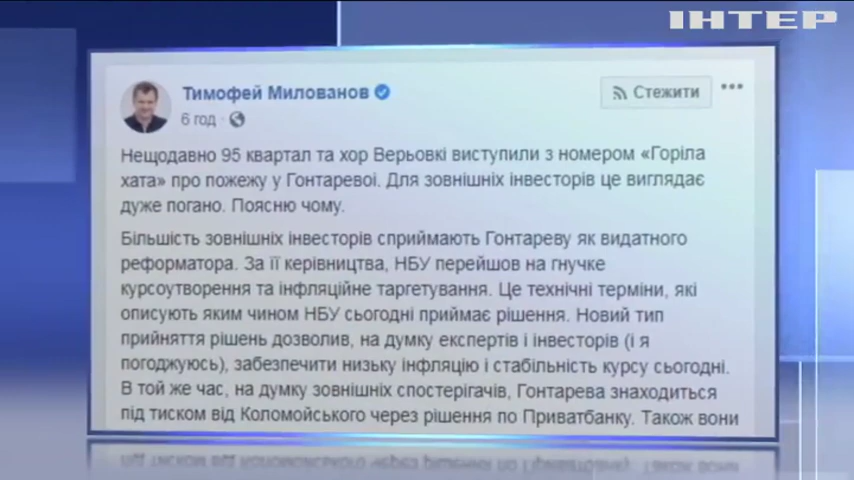 ІНТЕР
Тимофей Милованов
6 год ·
Стежити
Нещодавно 95 квартал та хор Верьовкі виступили з номером «Горіла
хата» про пожежу у Гонтаревоі. Для зовнішніх інвесторів це виглядає
дуже погано. Поясню чому.
Більшість зовнішніх інвесторів сприймають Гонтареву як видатного
реформатора. За її керівництва, НБУ перейшов на гнучке
курсоутворення та інфляційне таргетування. Це технічні терміни, які
описують яким чином НБУ сьогодні приймає рішення. Новий тип
прийняття рішень дозволив, на думку експертів і інвесторів (і я
погоджуюсь), забезпечити низьку інфляцію і стабільність курсу сьогодні.
В той же час, на думку зовнішніх спостерігачів, Гонтарева знаходиться
під тиском від Коломойського через рішення по Приватбанку. Також вони